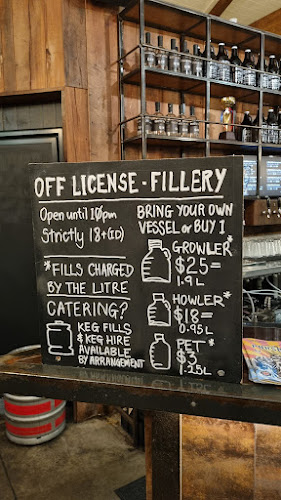 OFF LICENSE - FILLERY
Open until 10pm
Strictly 18+(ID)
*FILLS CHARGED
BY THE LITRE
CATERING?
KEG FILLS
& KEG HIRE
AVAILABLE
BY ARRANGEMENT
BRING YOUR OWN
VESSEL or BUY 1
GROWLER*
$25=
1.9L
HOWLER*
$18=
0.95L
PET*
$3
1.25L